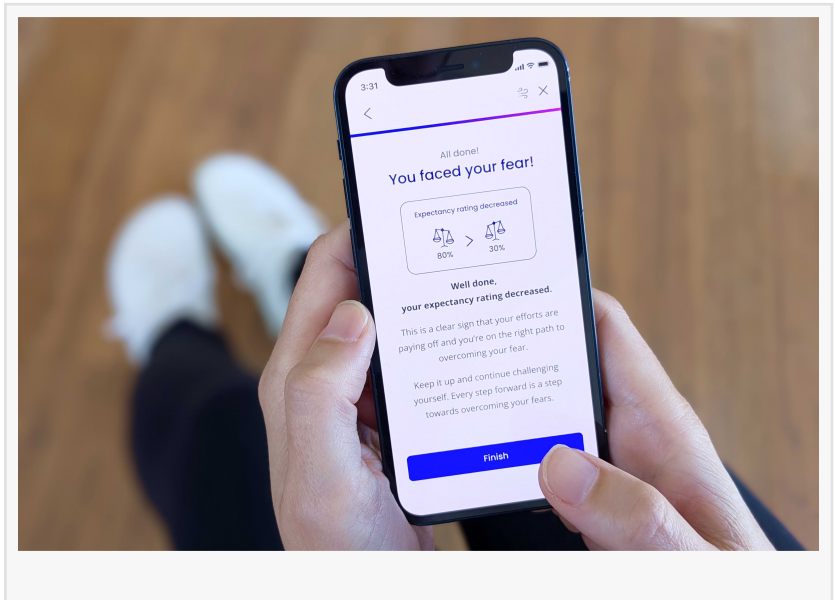 3:31
All done!
You faced your fear!
Expectancy rating decreased
80%
30%
Well done,
your expectancy rating decreased.
This is a clear sign that your efforts are
paying off and you're on the right path to
overcoming your fear.
Keep it up and continue challenging
yourself. Every step forward is a step
towards overcoming your fears.
Finish